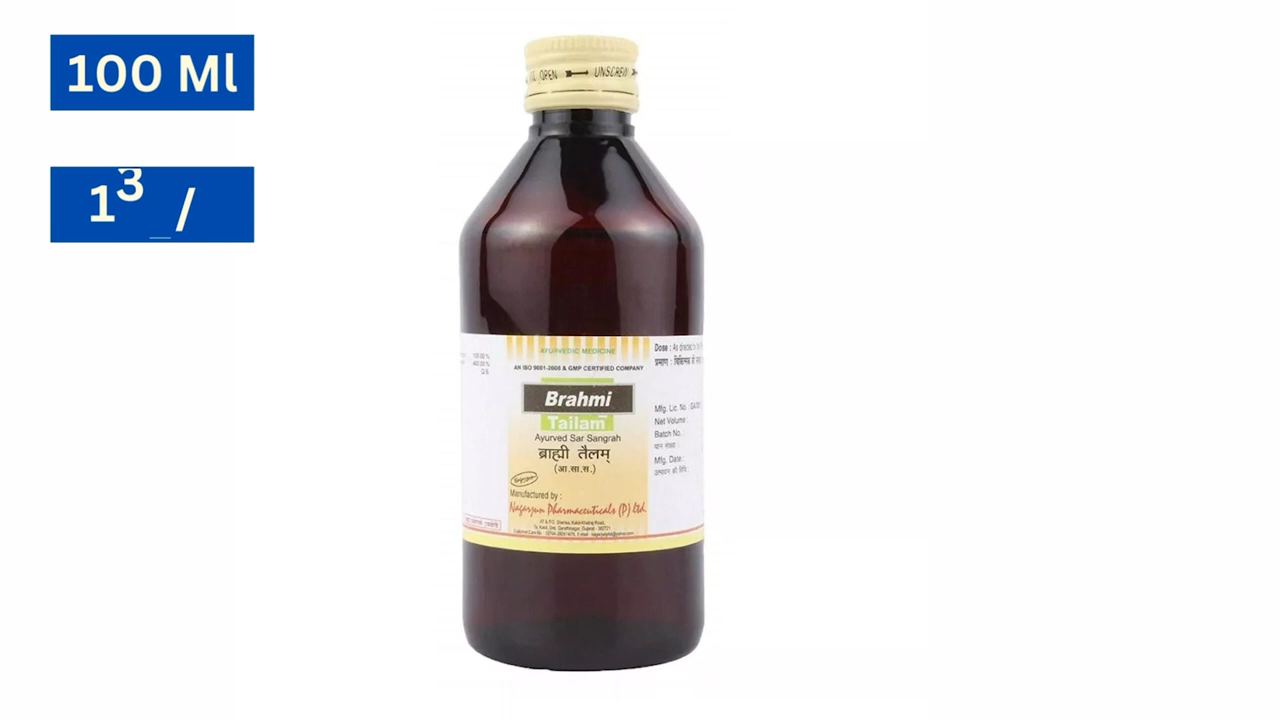 100 Ml
13 _/
OPEN UNSCREW
AYURVEDIC MEDICINE
AN ISO 9001-2008 & GMP CERTIFIED COMPANY
Brahmi
Tailam
Ayurved Sar Sangrah
ब्राह्मी तैलम्
(आ.सा.स.)
Manufactured by :
Nagarjun Pharmaceuticals (P) Ltd.
Dose : As directed
प्रमाण :
Mfg. Lic. No.
Net Volume :
Batch No. :
Mfg. Date :